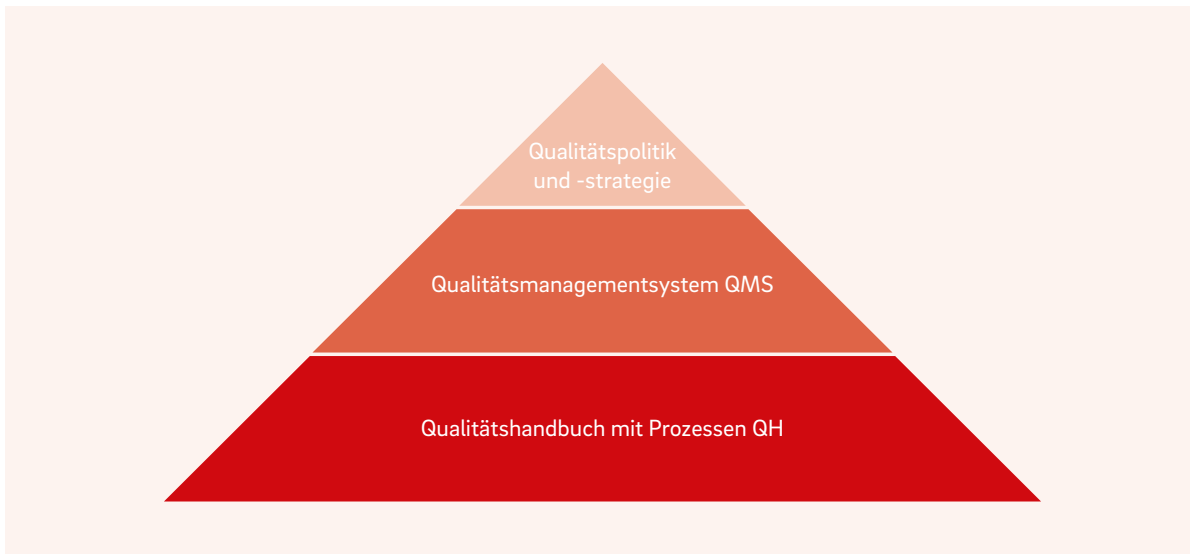 Qualitätspolitik
und -strategie
Qualitätsmanagementsystem QMS
Qualitätshandbuch mit Prozessen QH